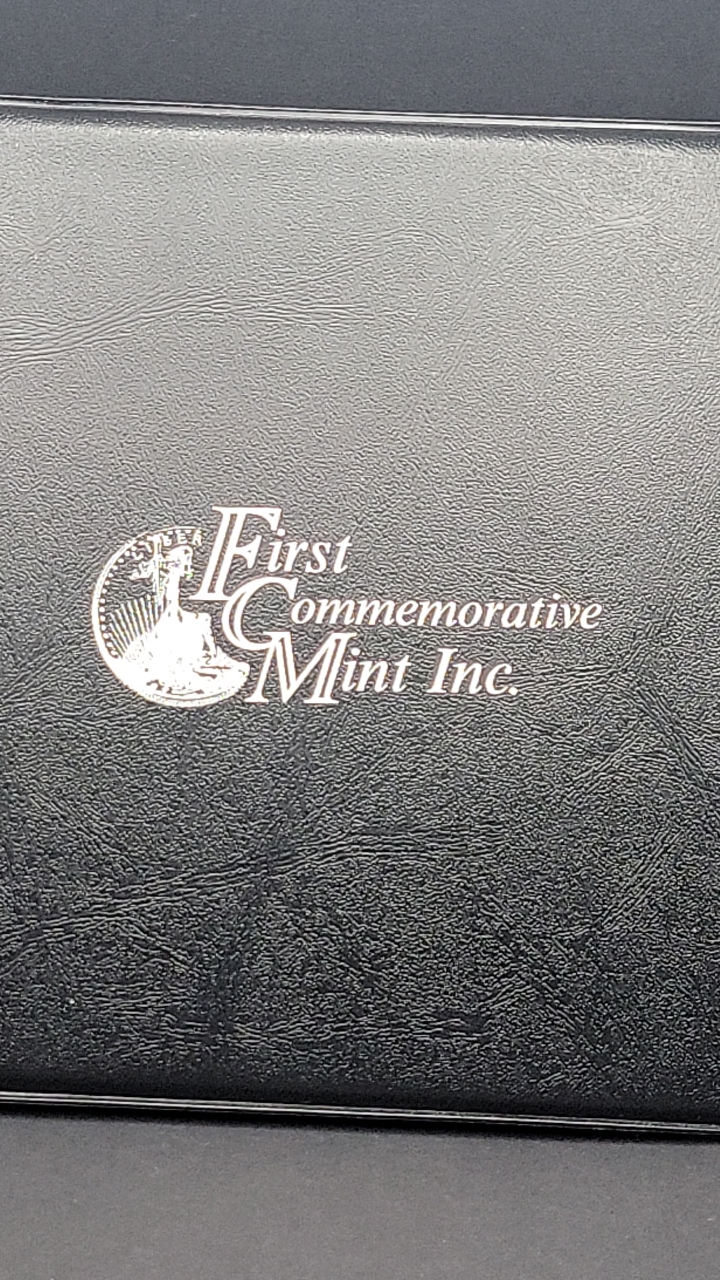 First
Commemorative
Mint Inc.